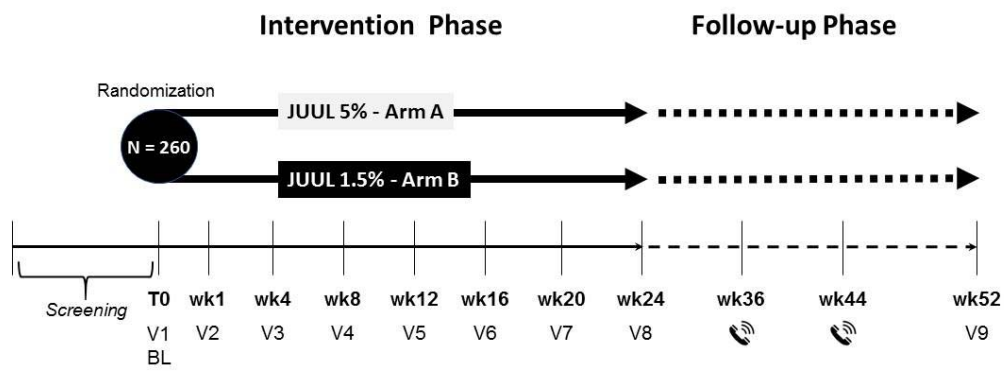 Intervention Phase Follow-up Phase
Randomization
JUUL 5% - Arm A
N = 260
JUUL 1.5% - Arm B
Screening
T0 wk1 wk4 wk8 wk12 wk16 wk20 wk24 wk36 wk44 wk52
V1 V2 V3 V4 V5 V6 V7 V8 V9
BL